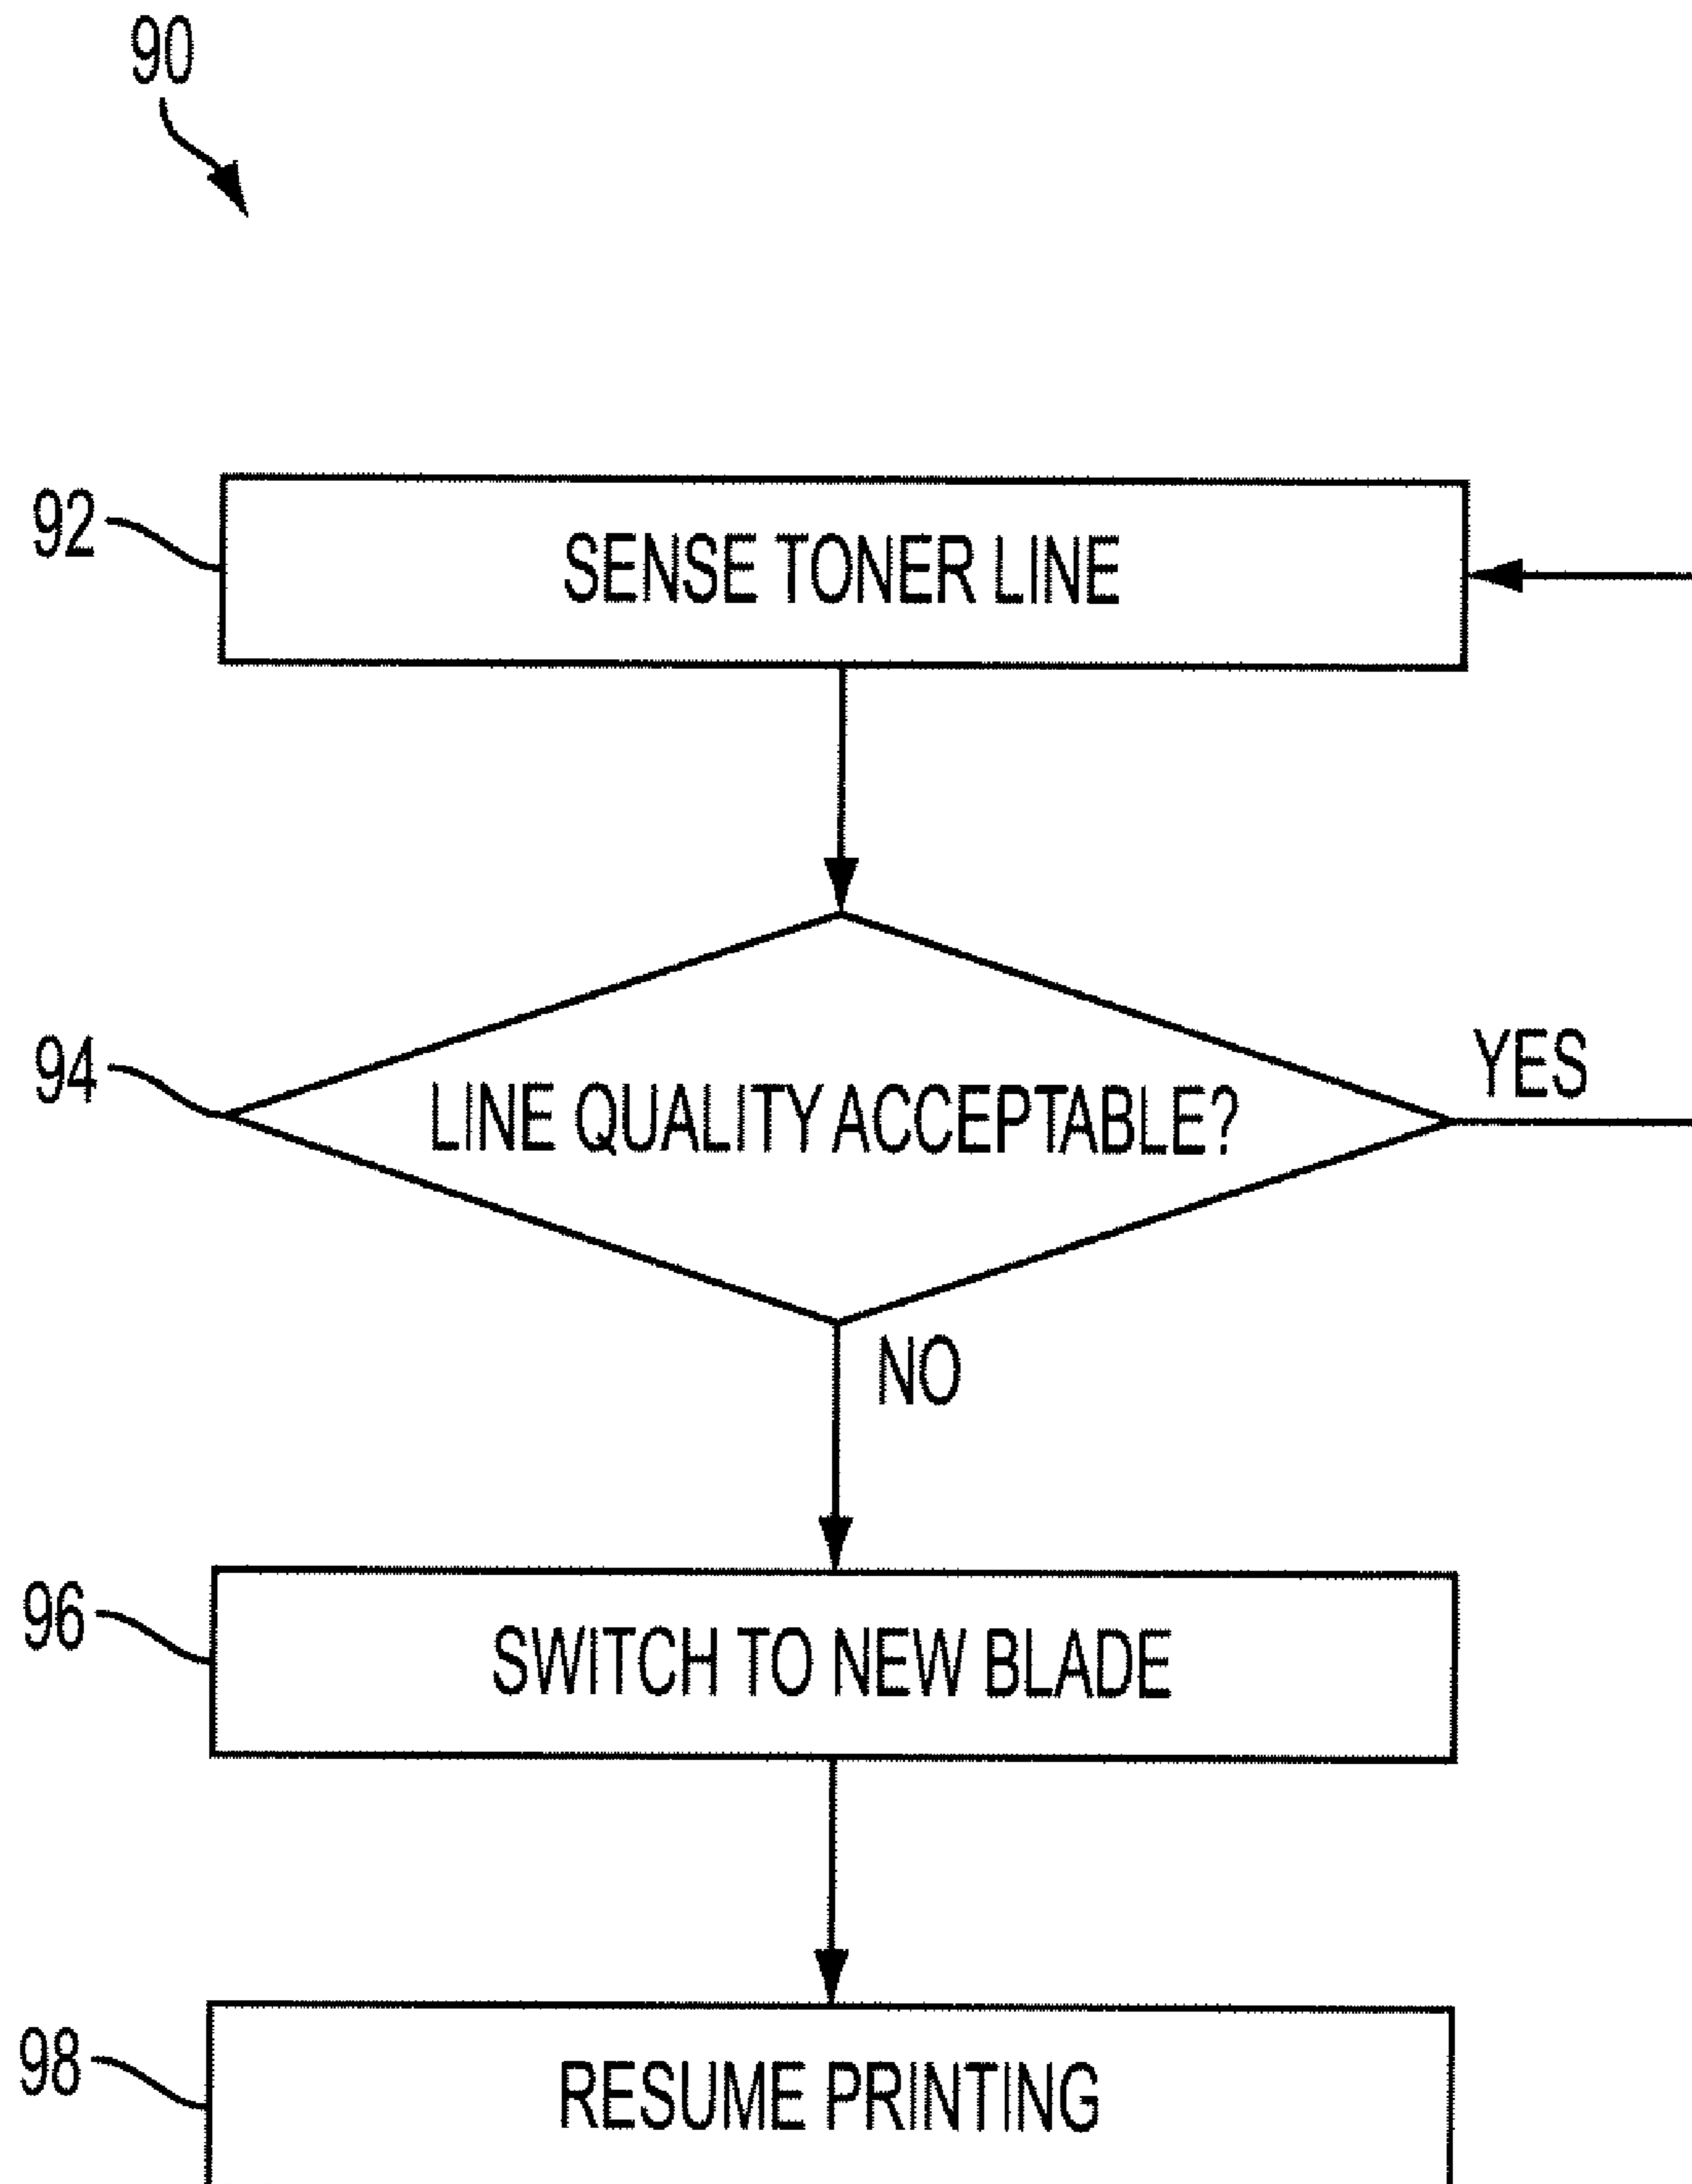 90
92
SENSE TONER LINE
94
LINE QUALITY ACCEPTABLE?
YES
NO
96
SWITCH TO NEW BLADE
98
RESUME PRINTING